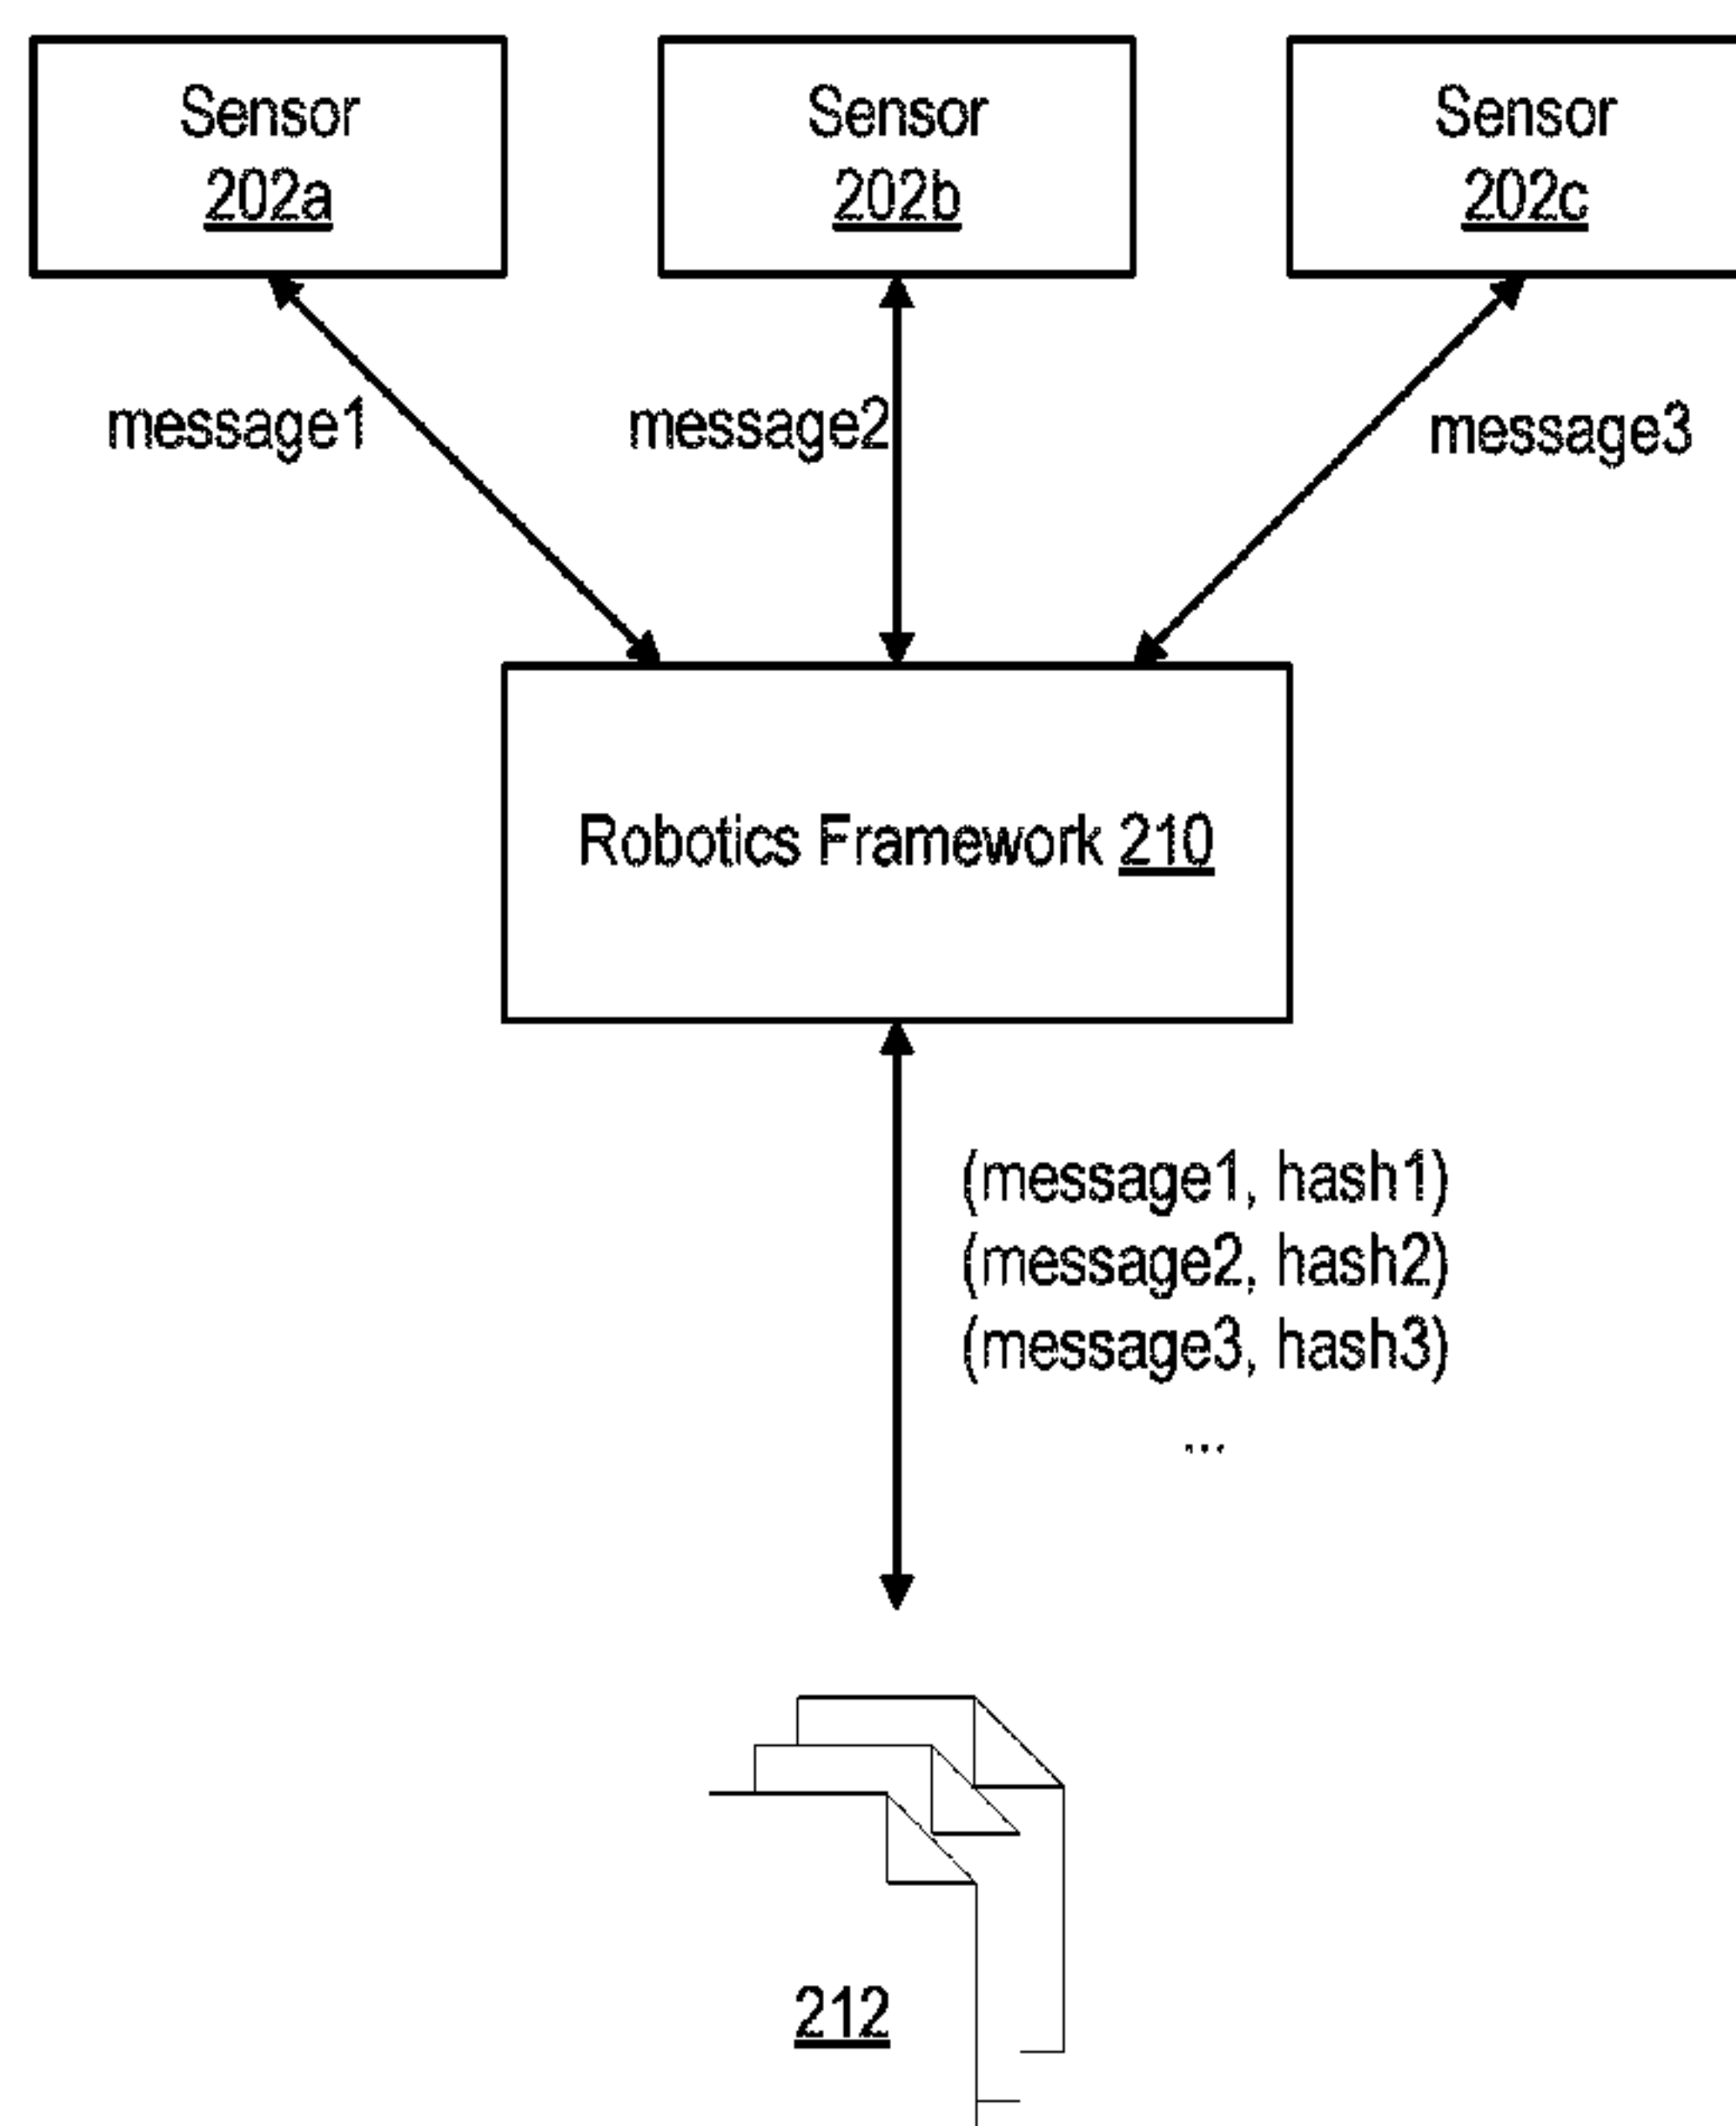 Sensor
202a
Sensor
202b
Sensor
202c
message1
message2
message3
Robotics Framework 210
(message1, hash1)
(message2, hash2)
(message3, hash3)
...
212